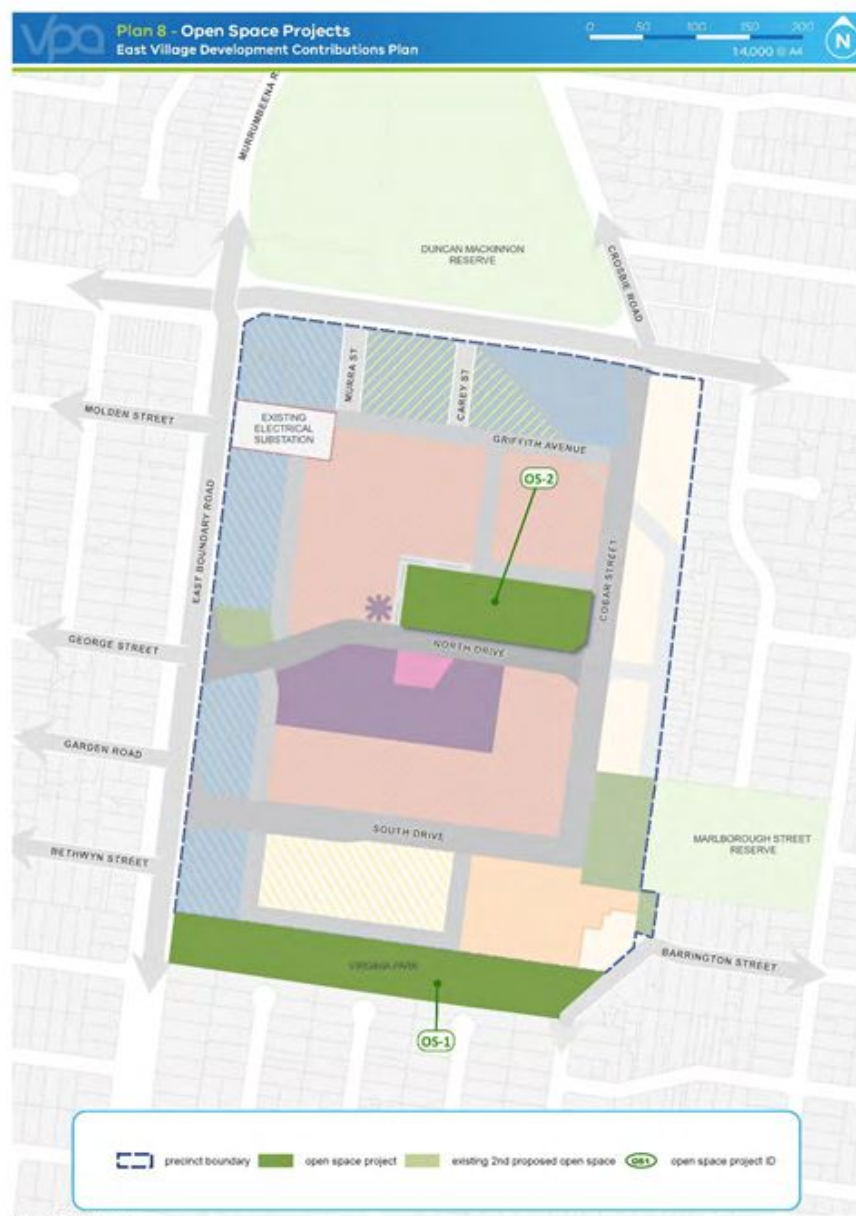 vpa
Plan 8 - Open Space Projects
East Village Development Contributions Plan
0 50 100 150 200
1:4,000 @ A4
N
MURRUMBEENA R
DUNCAN MACKINNON
RESERVE
CROSBIE ROAD
MURRA ST
CAREY ST
MOLDEN STREET
EXISTING
ELECTRICAL
SUBSTATION
GRIFFITH AVENUE
OS-2
EAST BOUNDARY ROAD
COBAR STREET
GEORGE STREET
NORTH DRIVE
GARDEN ROAD
SOUTH DRIVE
MARLBOROUGH STREET
RESERVE
BETHWYN STREET
VIRGINIA PARK
BARRINGTON STREET
OS-1
precinct boundary
open space project
existing 2nd proposed open space
OS1
open space project ID